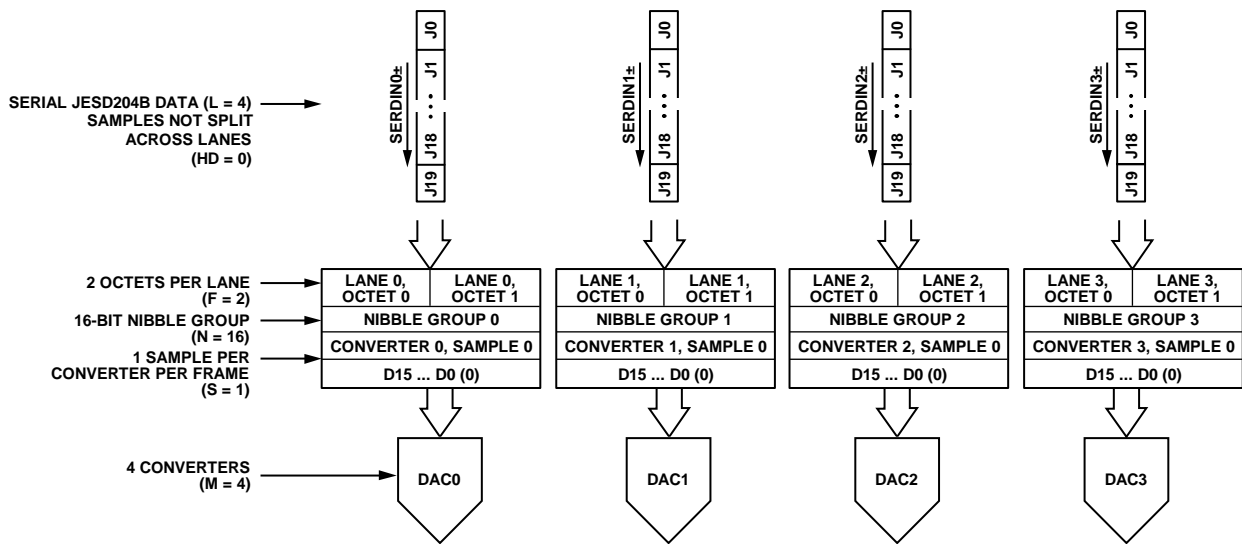 SERIAL JESD204B DATA (L = 4)
SAMPLES NOT SPLIT
ACROSS LANES
(HD = 0)
SERDIN0±
J0
J1
• • •
J18
J19
SERDIN1±
J0
J1
• • •
J18
J19
SERDIN2±
J0
J1
• • •
J18
J19
SERDIN3±
J0
J1
• • •
J18
J19
2 OCTETS PER LANE
(F = 2)
LANE 0,
OCTET 0
LANE 0,
OCTET 1
LANE 1,
OCTET 0
LANE 1,
OCTET 1
LANE 2,
OCTET 0
LANE 2,
OCTET 1
LANE 3,
OCTET 0
LANE 3,
OCTET 1
16-BIT NIBBLE GROUP
(N = 16)
NIBBLE GROUP 0
NIBBLE GROUP 1
NIBBLE GROUP 2
NIBBLE GROUP 3
1 SAMPLE PER
CONVERTER PER FRAME
(S = 1)
CONVERTER 0, SAMPLE 0
CONVERTER 1, SAMPLE 0
CONVERTER 2, SAMPLE 0
CONVERTER 3, SAMPLE 0
D15 ... D0 (0)
D15 ... D0 (0)
D15 ... D0 (0)
D15 ... D0 (0)
4 CONVERTERS
(M = 4)
DAC0
DAC1
DAC2
DAC3